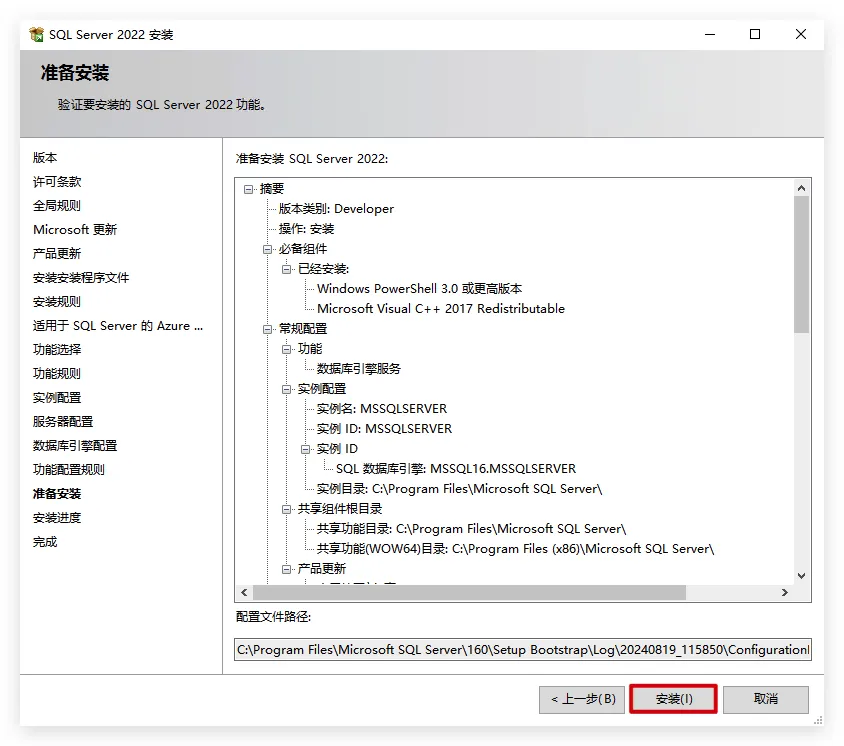 SQL Server 2022 安装
准备安装
验证要安装的 SQL Server 2022 功能。
版本
许可条款
全局规则
Microsoft 更新
产品更新
安装安装程序文件
安装规则
适用于 SQL Server 的 Azure ...
功能选择
功能规则
实例配置
服务器配置
数据库引擎配置
功能配置规则
准备安装
安装进度
完成
准备安装 SQL Server 2022:
摘要
版本类别: Developer
操作: 安装
必备组件
已经安装:
Windows PowerShell 3.0 或更高版本
Microsoft Visual C++ 2017 Redistributable
常规配置
功能
数据库引擎服务
实例配置
实例名: MSSQLSERVER
实例 ID: MSSQLSERVER
实例 ID
SQL 数据库引擎: MSSQL16.MSSQLSERVER
实例目录: C:\Program Files\Microsoft SQL Server\
共享组件根目录
共享功能目录: C:\Program Files\Microsoft SQL Server\
共享功能(WOW64)目录: C:\Program Files (x86)\Microsoft SQL Server\
产品更新
配置文件路径:
C:\Program Files\Microsoft SQL Server\160\Setup Bootstrap\Log\20240819_115850\Configuration
< 上一步(B)
安装(I)
取消